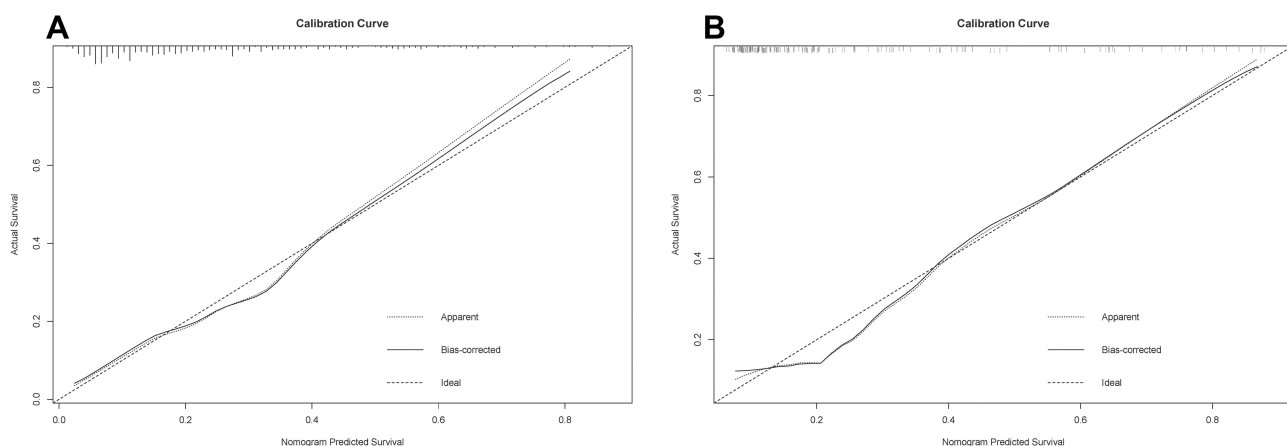 A
Calibration Curve
Actual Survival
0.8
0.6
0.4
0.2
0.0
Apparent
Bias-corrected
Ideal
0.0 0.2 0.4 0.6 0.8
Nomogram Predicted Survival
B
Calibration Curve
Actual Survival
0.8
0.6
0.4
0.2
Apparent
Bias-corrected
Ideal
0.2 0.4 0.6 0.8
Nomogram Predicted Survival